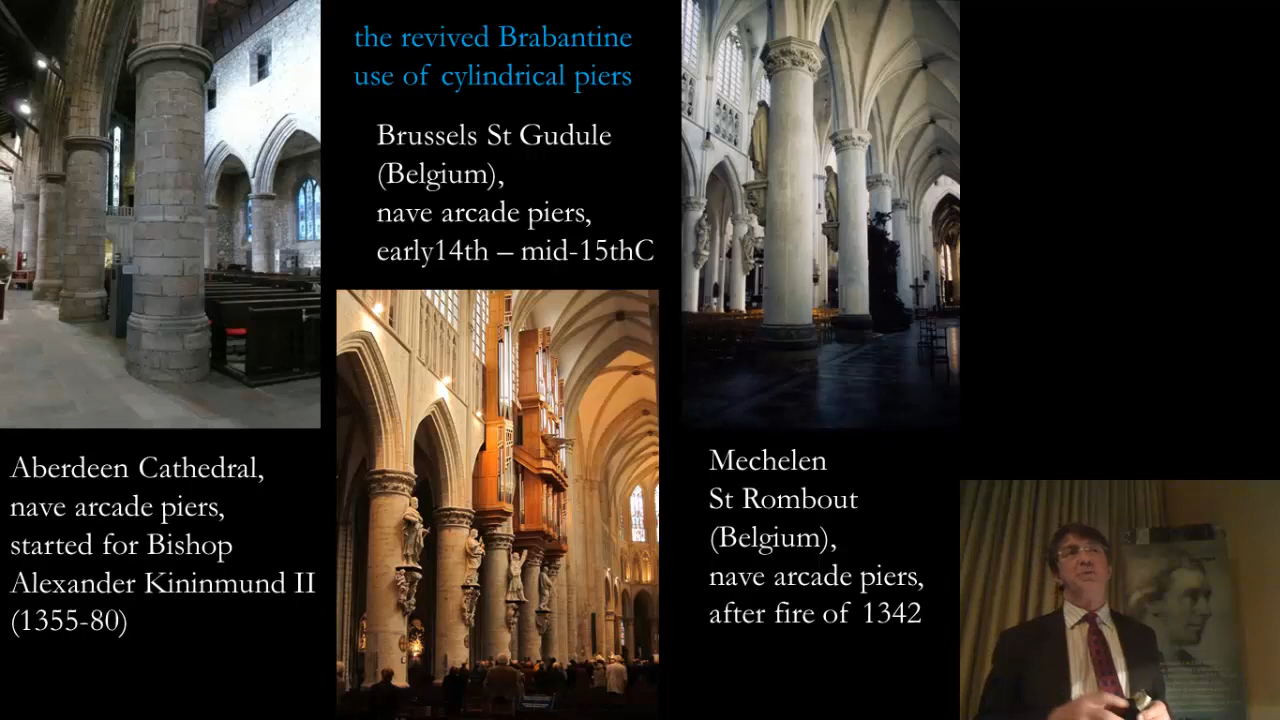 the revived Brabantine
use of cylindrical piers
Brussels St Gudule
(Belgium),
nave arcade piers,
early14th – mid-15thC
Aberdeen Cathedral,
nave arcade piers,
started for Bishop
Alexander Kininmund II
(1355-80)
Mechelen
St Rombout
(Belgium),
nave arcade piers,
after fire of 1342